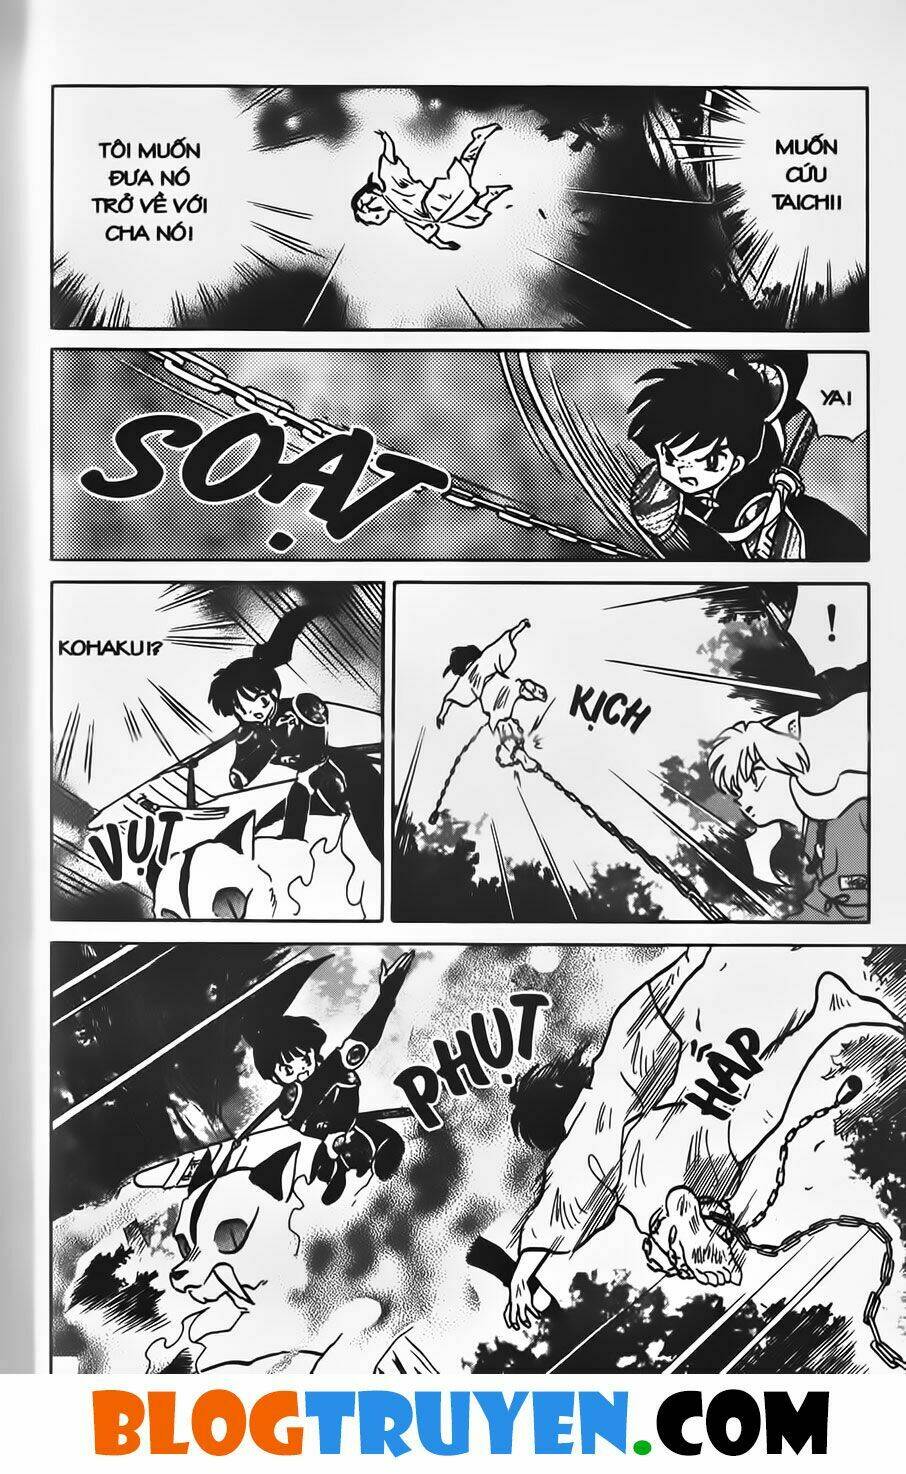 MUỐN
CỨU
TAICHI!
TÔI MUỐN
ĐƯA NÓ
TRỞ VỀ VỚI
CHA NÓ!
YA!
SOẠT
!
KỊCH
KOHAKU!?
VỤT
HẤP
PHỤT
BLOGTRUYEN.COM